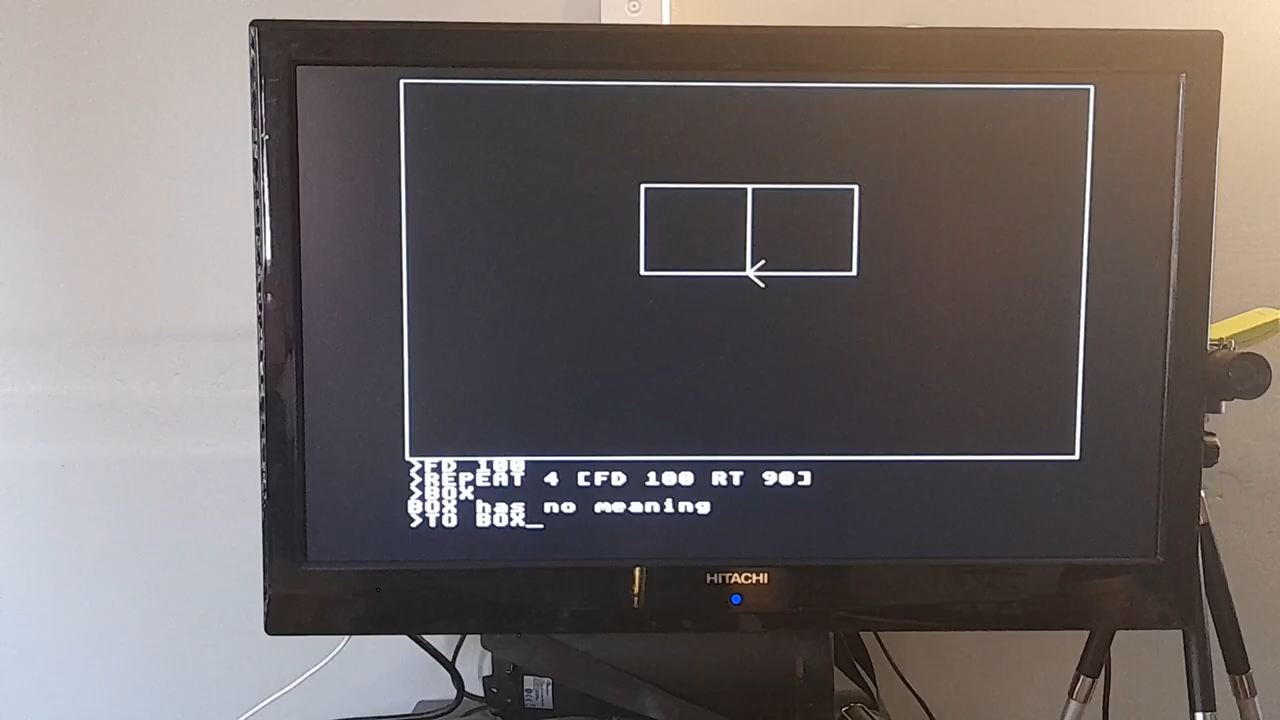 >FD 100
>REPEAT 4 [FD 100 RT 90]
>BOX
BOX has no meaning
>TO BOX_
HITACHI